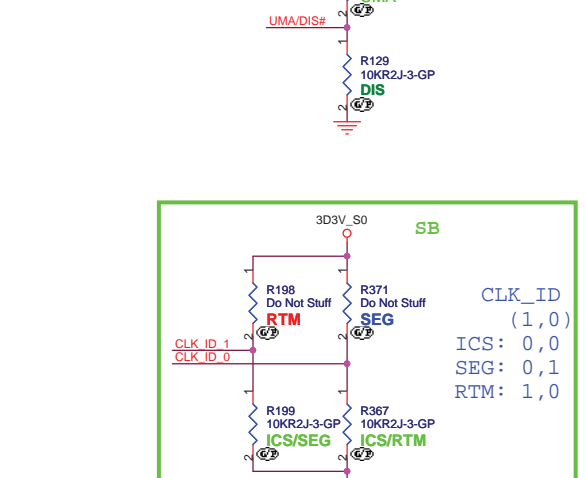 UMA
2 G/P
UMA/DIS#
1
R129
10KR2J-3-GP
DIS
2 G/P
3D3V_S0
SB
1
R198
Do Not Stuff
RTM
2 G/P
1
R371
Do Not Stuff
SEG
2 G/P
CLK_ID
(1,0)
ICS: 0,0
SEG: 0,1
RTM: 1,0
CLK_ID_1
CLK_ID_0
1
R199
10KR2J-3-GP
ICS/SEG
2 G/P
1
R367
10KR2J-3-GP
ICS/RTM
2 G/P